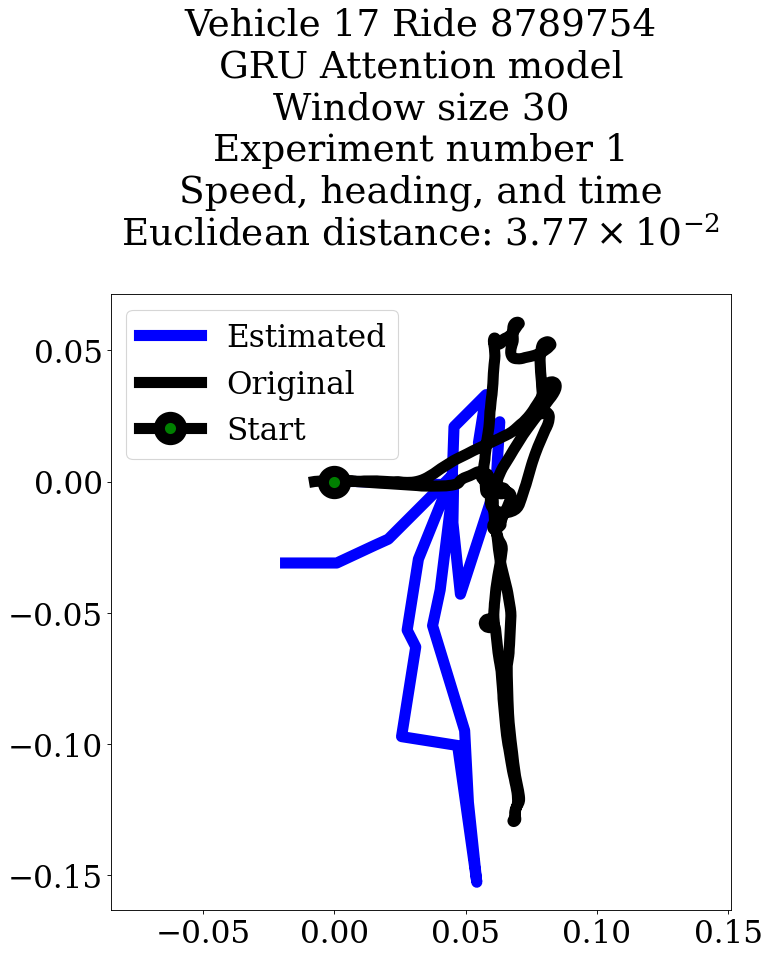 Vehicle 17 Ride 8789754
GRU Attention model
Window size 30
Experiment number 1
Speed, heading, and time
Euclidean distance: 3.77 × 10⁻²
Estimated
Original
Start
0.05
0.00
−0.05
−0.10
−0.15
−0.05 0.00 0.05 0.10 0.15